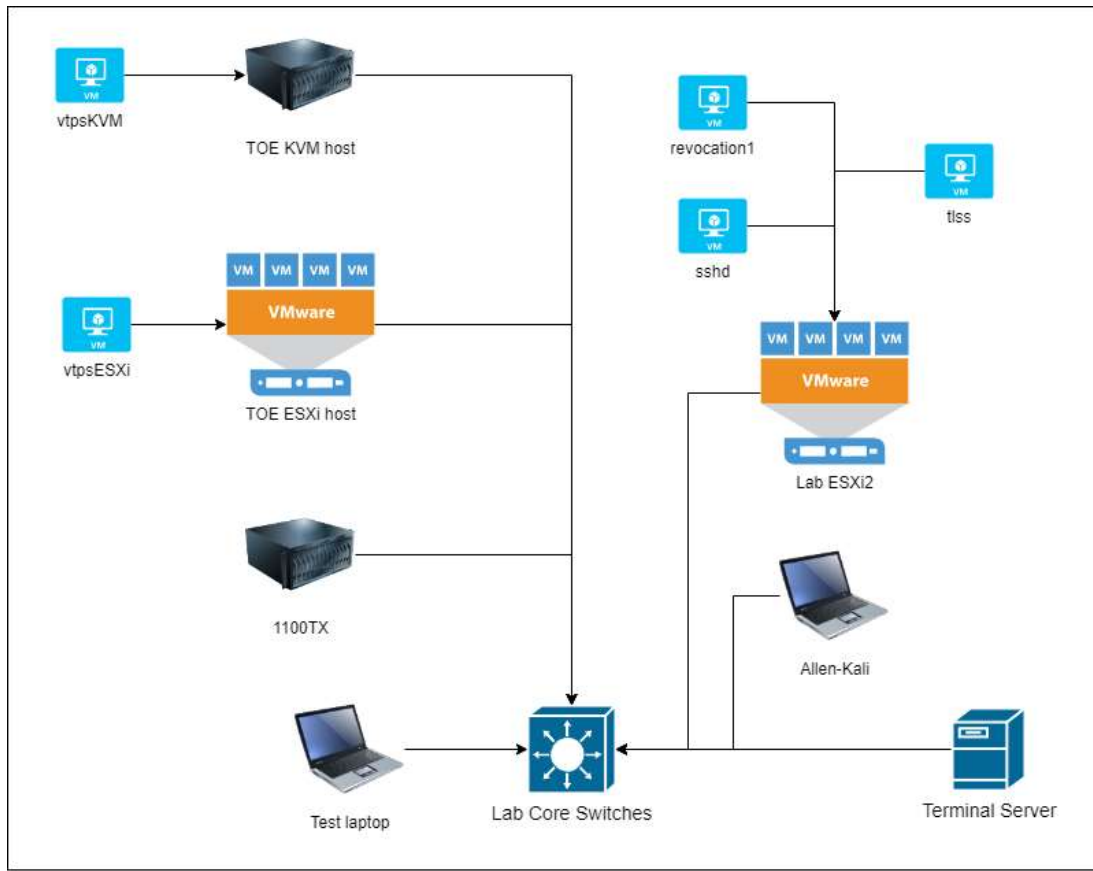 VM
vtpsKVM
TOE KVM host
VM
revocation1
VM
tlss
VM
sshd
VM VM VM VM
VMware
TOE ESXi host
VM
vtpsESXi
VM VM VM VM
VMware
Lab ESXi2
1100TX
Allen-Kali
Test laptop
Lab Core Switches
Terminal Server